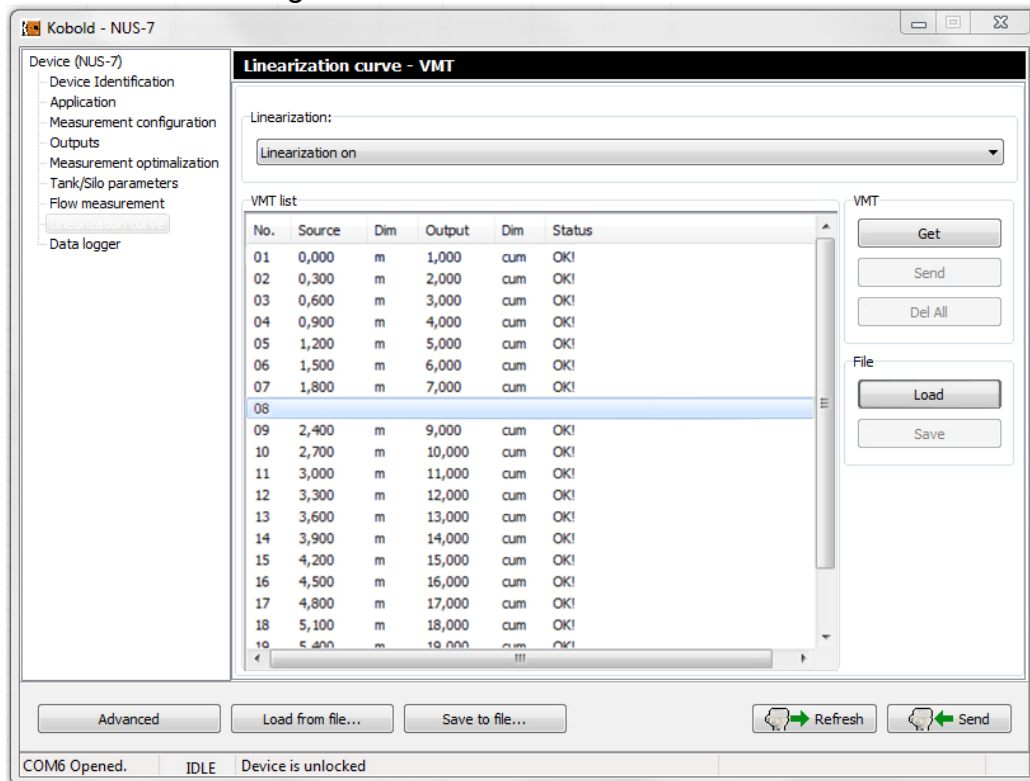 Kobold - NUS-7
Device (NUS-7)
Device Identification
Application
Measurement configuration
Outputs
Measurement optimalization
Tank/Silo parameters
Flow measurement
Linearization curve
Data logger
Linearization curve - VMT
Linearization:
Linearization on
VMT list
No. Source Dim Output Dim Status
01 0,000 m 1,000 cum OK!
02 0,300 m 2,000 cum OK!
03 0,600 m 3,000 cum OK!
04 0,900 m 4,000 cum OK!
05 1,200 m 5,000 cum OK!
06 1,500 m 6,000 cum OK!
07 1,800 m 7,000 cum OK!
08
09 2,400 m 9,000 cum OK!
10 2,700 m 10,000 cum OK!
11 3,000 m 11,000 cum OK!
12 3,300 m 12,000 cum OK!
13 3,600 m 13,000 cum OK!
14 3,900 m 14,000 cum OK!
15 4,200 m 15,000 cum OK!
16 4,500 m 16,000 cum OK!
17 4,800 m 17,000 cum OK!
18 5,100 m 18,000 cum OK!
19 5,400 m 19,000 cum OK!
VMT
Get
Send
Del All
File
Load
Save
Advanced
Load from file...
Save to file...
Refresh
Send
COM6 Opened. IDLE Device is unlocked